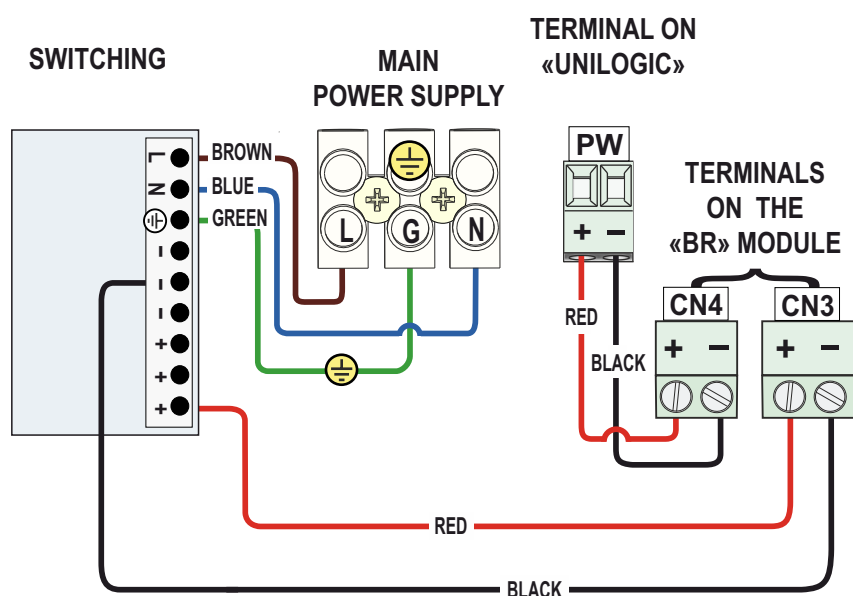 SWITCHING
MAIN
POWER SUPPLY
TERMINAL ON
«UNILOGIC»
L
N
–
–
–
+
+
+
BROWN
BLUE
GREEN
L G N
PW
+ –
TERMINALS
ON THE
«BR» MODULE
RED
BLACK
CN4
+ –
CN3
+ –
RED
BLACK